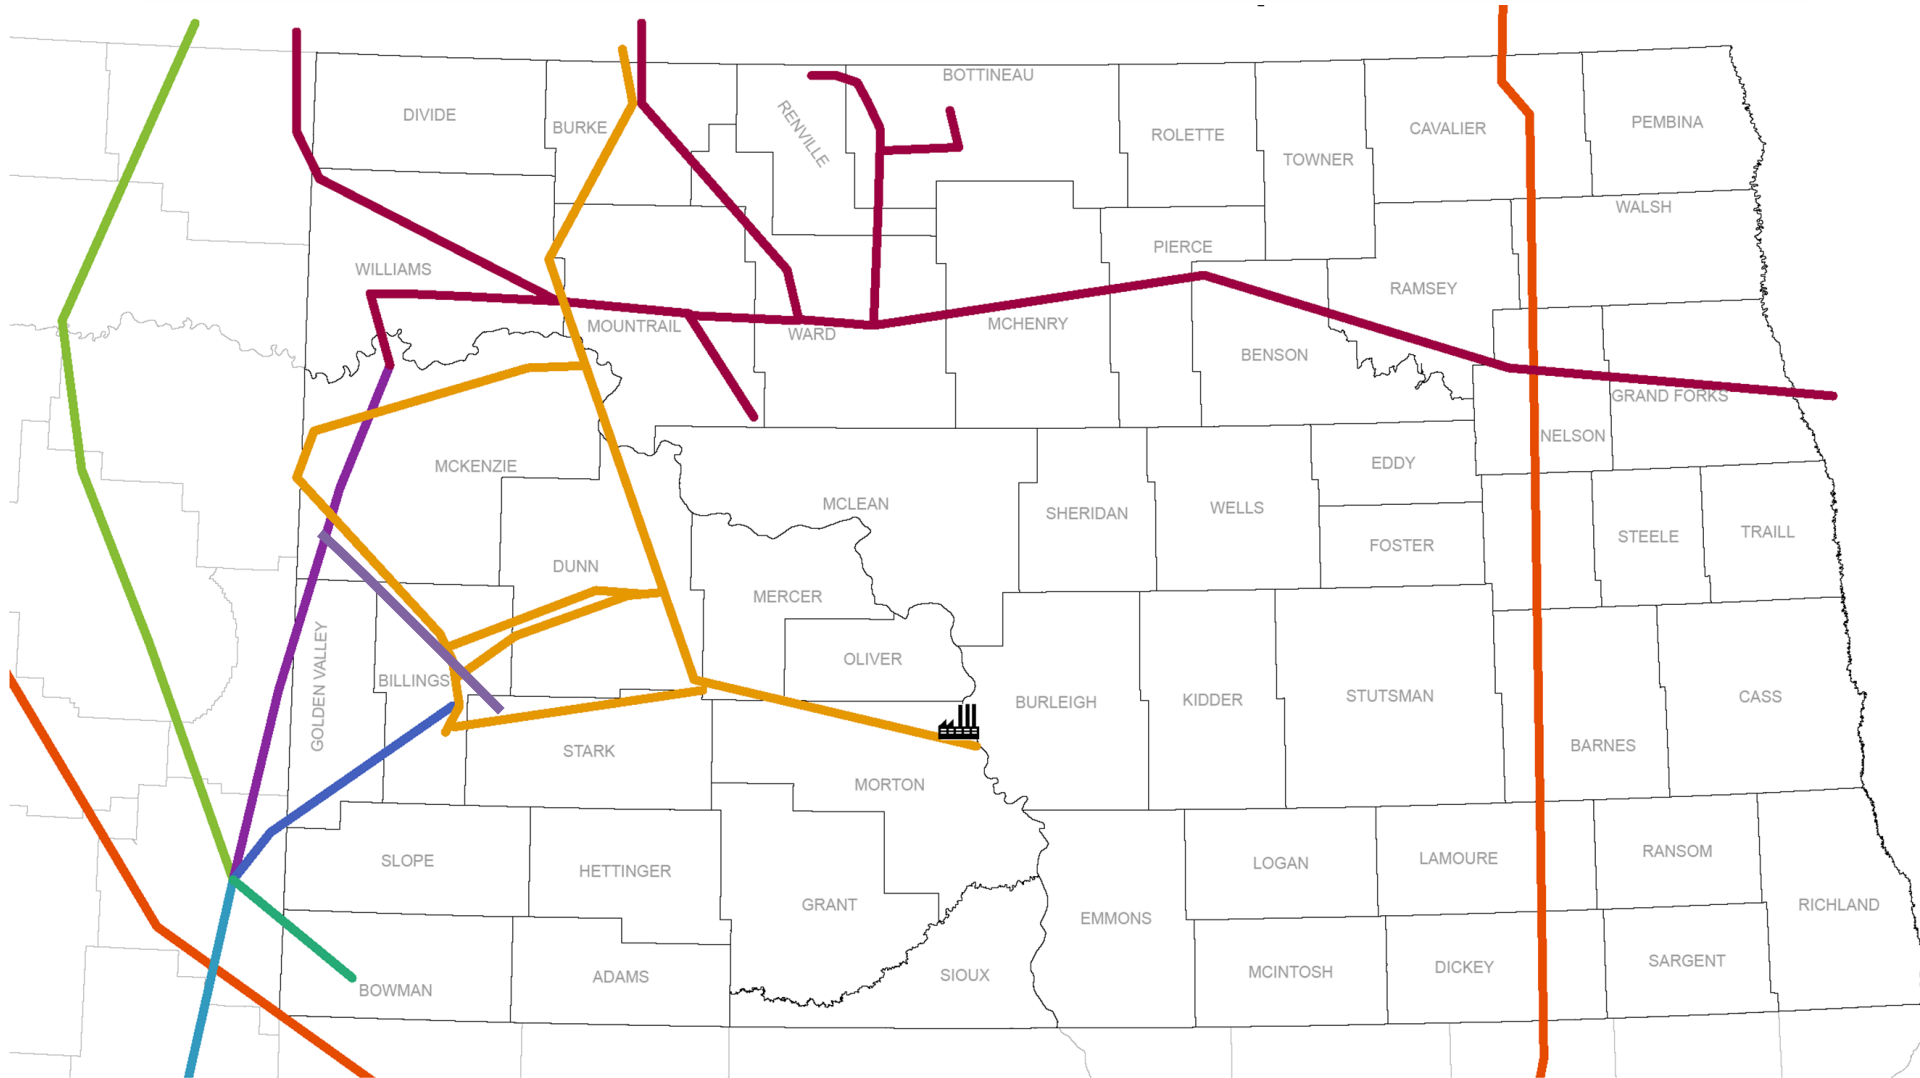 BOTTINEAU
DIVIDE
BURKE
RENVILLE
ROLETTE
TOWNER
CAVALIER
PEMBINA
WALSH
WILLIAMS
PIERCE
RAMSEY
MOUNTRAIL
WARD
MCHENRY
BENSON
GRAND FORKS
NELSON
MCKENZIE
EDDY
MCLEAN
SHERIDAN
WELLS
FOSTER
STEELE
TRAILL
DUNN
MERCER
GOLDEN VALLEY
BILLINGS
OLIVER
BURLEIGH
KIDDER
STUTSMAN
CASS
STARK
BARNES
MORTON
SLOPE
HETTINGER
LOGAN
LAMOURE
RANSOM
GRANT
EMMONS
RICHLAND
BOWMAN
ADAMS
SIOUX
MCINTOSH
DICKEY
SARGENT